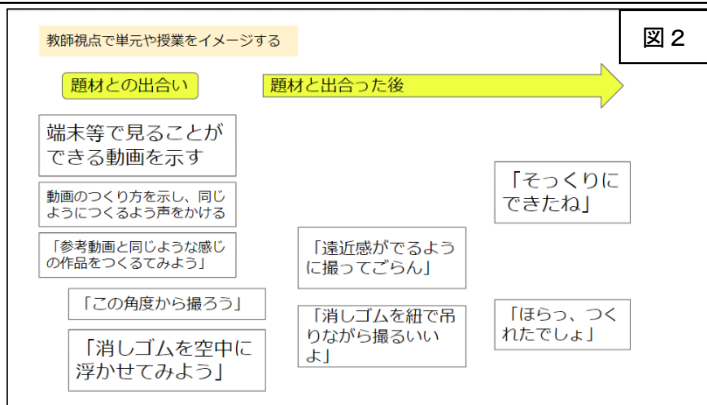 教師視点で単元や授業をイメージする
図２
題材との出合い
題材と出合った後
端末等で見ることが
できる動画を示す
動画のつくり方を示し、同じ
ようにつくるよう声をかける
「参考動画と同じような感じ
の作品をつくるてみよう」
「この角度から撮ろう」
「消しゴムを空中に
浮かせてみよう」
「遠近感がでるよう
に撮ってごらん」
「消しゴムを紐で吊
りながら撮るいい
よ」
「そっくりに
できたね」
「ほらっ、つく
れたでしょ」